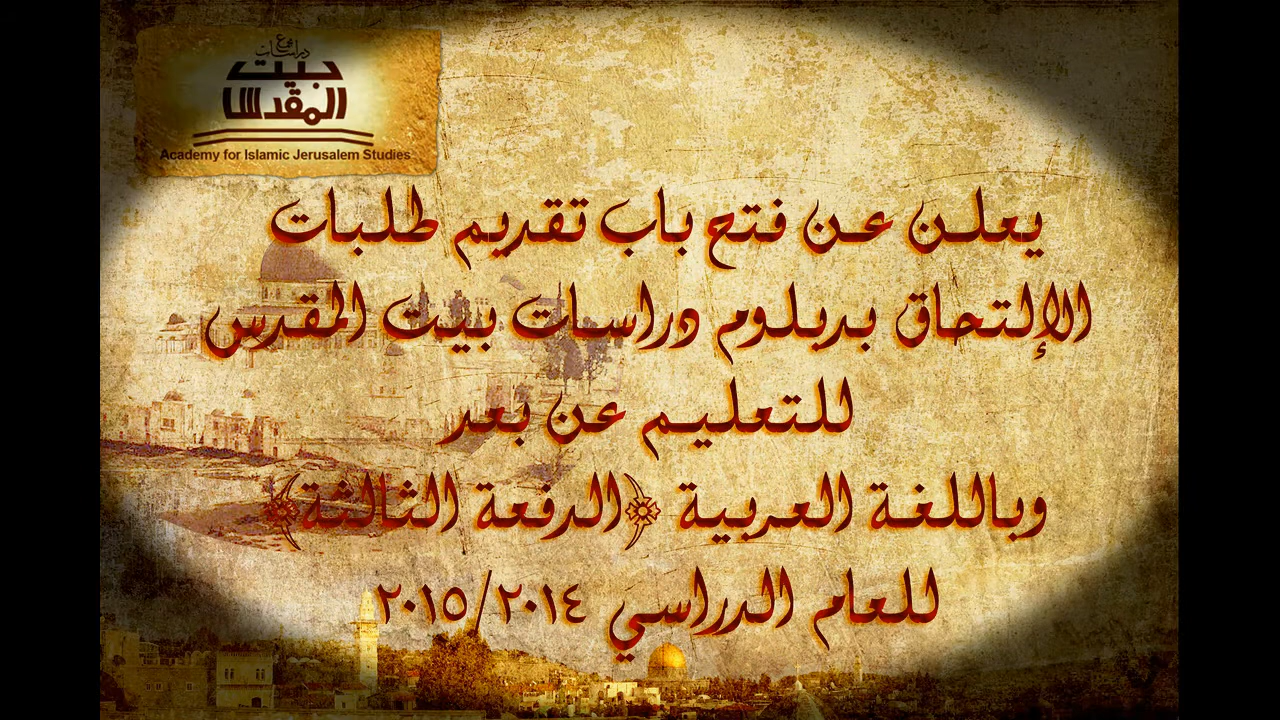 مجمع
دراسات
بيت
المقدس
Academy for Islamic Jerusalem Studies
يعلن عن فتح باب تقديم طلبات
الإلتحاق بدبلوم دراسات بيت المقدس
للتعليم عن بعد
وباللغة العربية ﴿الدفعة الثالثة﴾
للعام الدراسي ٢٠١٤/٢٠١٥